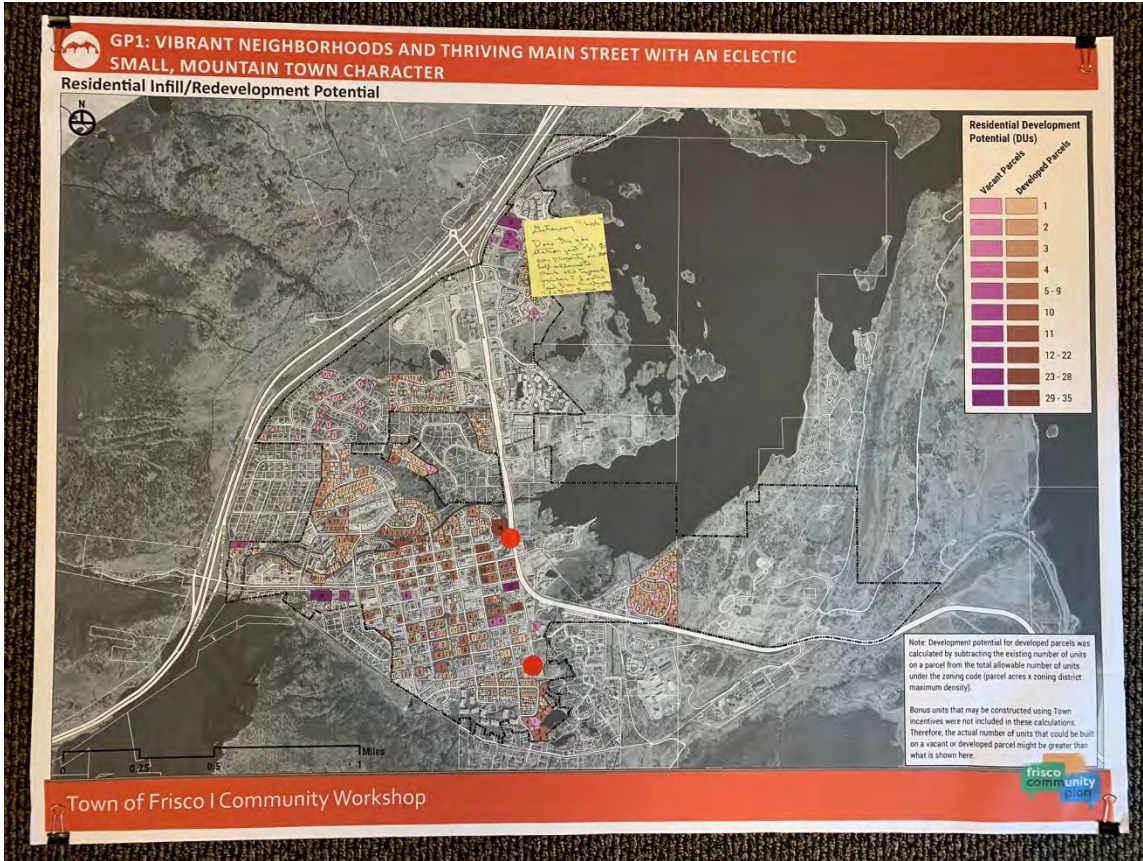 GP1: VIBRANT NEIGHBORHOODS AND THRIVING MAIN STREET WITH AN ECLECTIC
SMALL, MOUNTAIN TOWN CHARACTER
Residential Infill/Redevelopment Potential
N
Residential Development
Potential (DUs)
Vacant Parcels
Developed Parcels
1
2
3
4
5 - 9
10
11
12 - 22
23 - 28
29 - 35
Gateway
Does the gas
station
Note: Development potential for developed parcels was
calculated by subtracting the existing number of units
on a parcel from the total allowable number of units
under the zoning code (parcel acres x zoning district
maximum density).
Bonus units that may be constructed using Town
incentives were not included in these calculations.
Therefore, the actual number of units that could be built
on a vacant or developed parcel might be greater than
what is shown here.
0 0.25 0.5 1 Miles
Town of Frisco I Community Workshop
frisco
community
plan